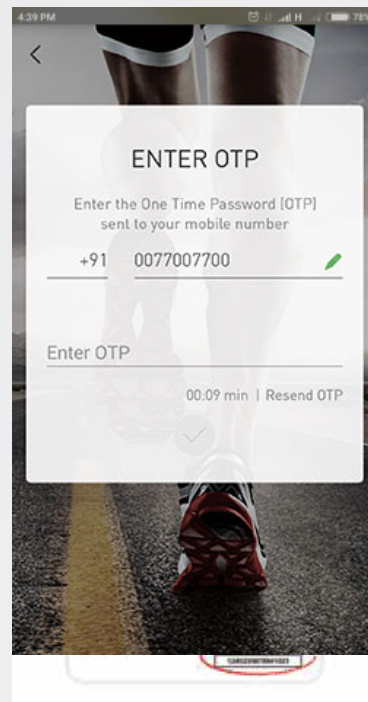 4:39 PM H 78%
ENTER OTP
Enter the One Time Password [OTP]
sent to your mobile number
+91 0077007700
Enter OTP
00:09 min | Resend OTP